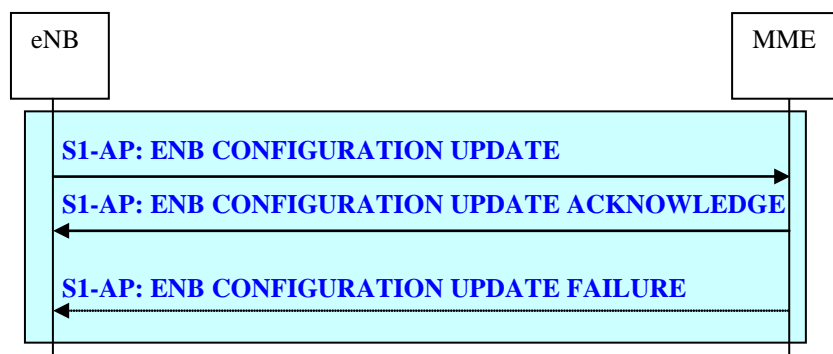 eNB
MME
S1-AP: ENB CONFIGURATION UPDATE
S1-AP: ENB CONFIGURATION UPDATE ACKNOWLEDGE
S1-AP: ENB CONFIGURATION UPDATE FAILURE